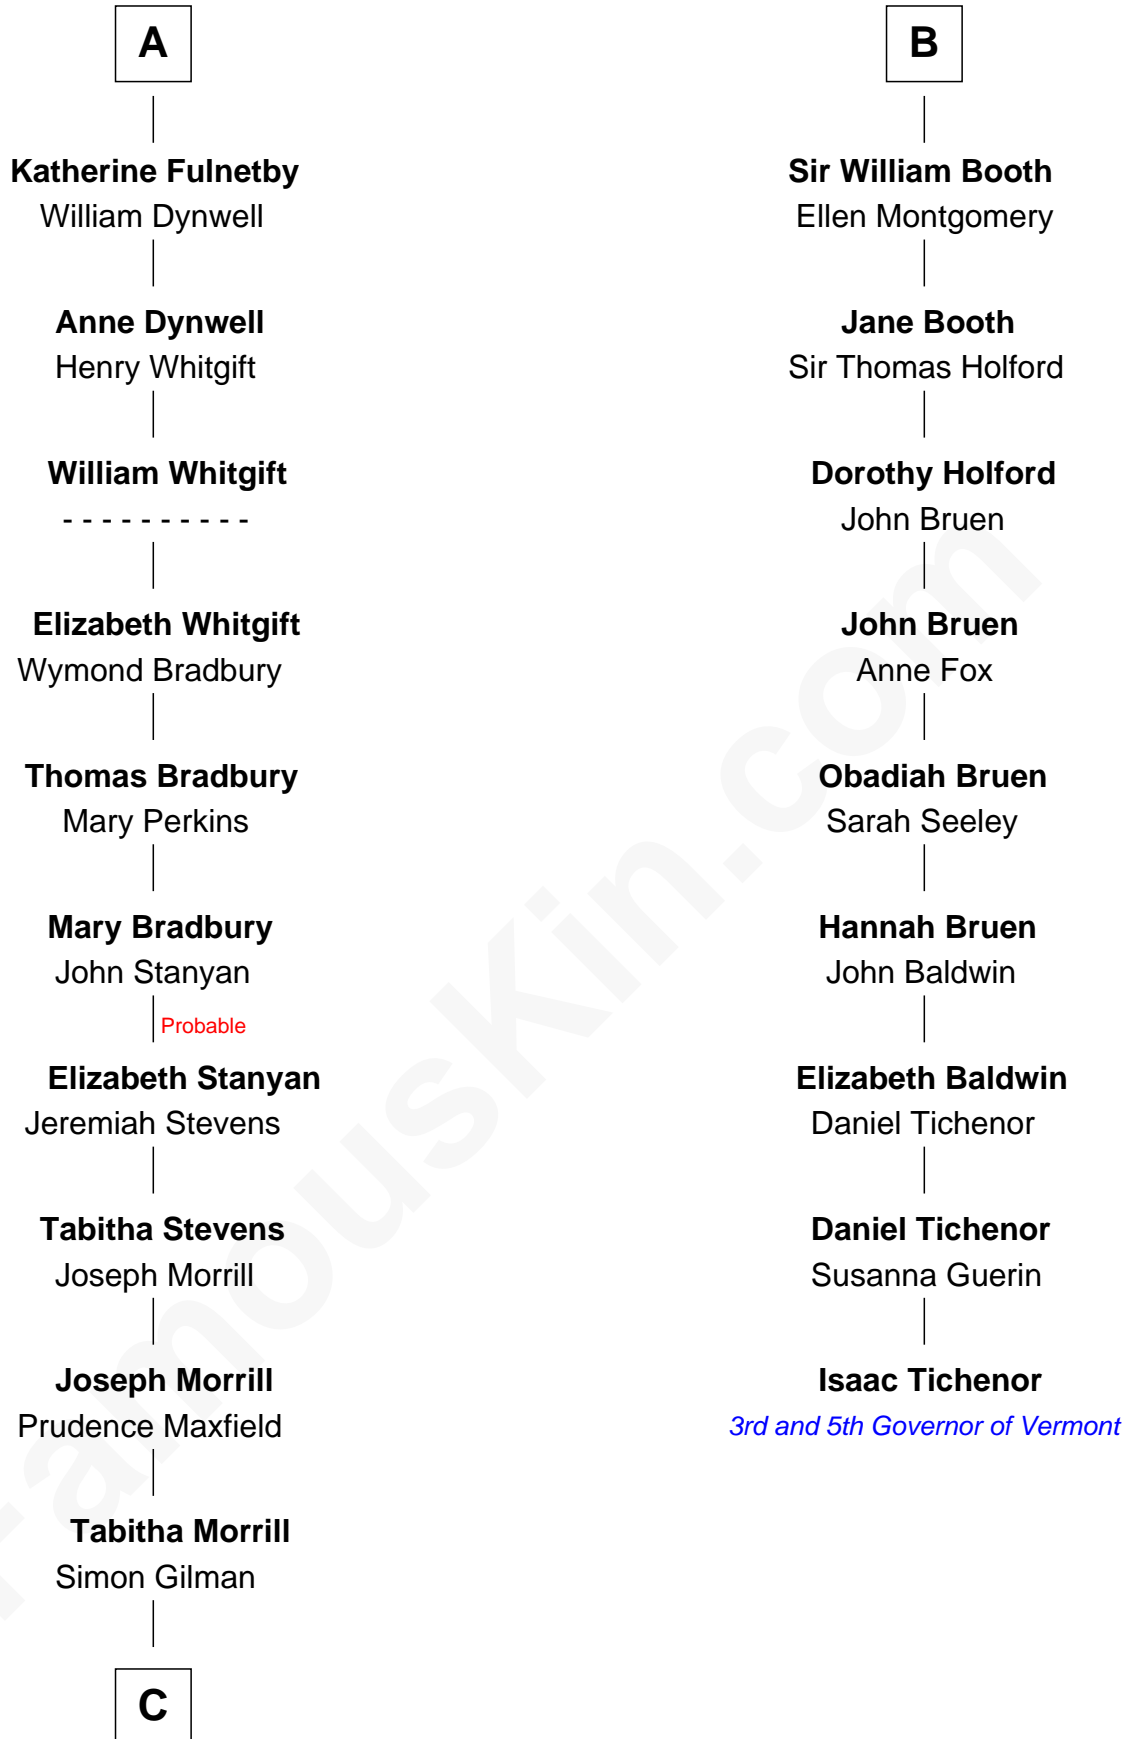 A
Katherine Fulnetby
William Dynwell
Anne Dynwell
Henry Whitgift
William Whitgift
- - - - - - - - - -
Elizabeth Whitgift
Wymond Bradbury
Thomas Bradbury
Mary Perkins
Mary Bradbury
John Stanyan
Probable
Elizabeth Stanyan
Jeremiah Stevens
Tabitha Stevens
Joseph Morrill
Joseph Morrill
Prudence Maxfield
Tabitha Morrill
Simon Gilman
C
B
Sir William Booth
Ellen Montgomery
Jane Booth
Sir Thomas Holford
Dorothy Holford
John Bruen
John Bruen
Anne Fox
Obadiah Bruen
Sarah Seeley
Hannah Bruen
John Baldwin
Elizabeth Baldwin
Daniel Tichenor
Daniel Tichenor
Susanna Guerin
Isaac Tichenor
3rd and 5th Governor of Vermont
FamousKin.com